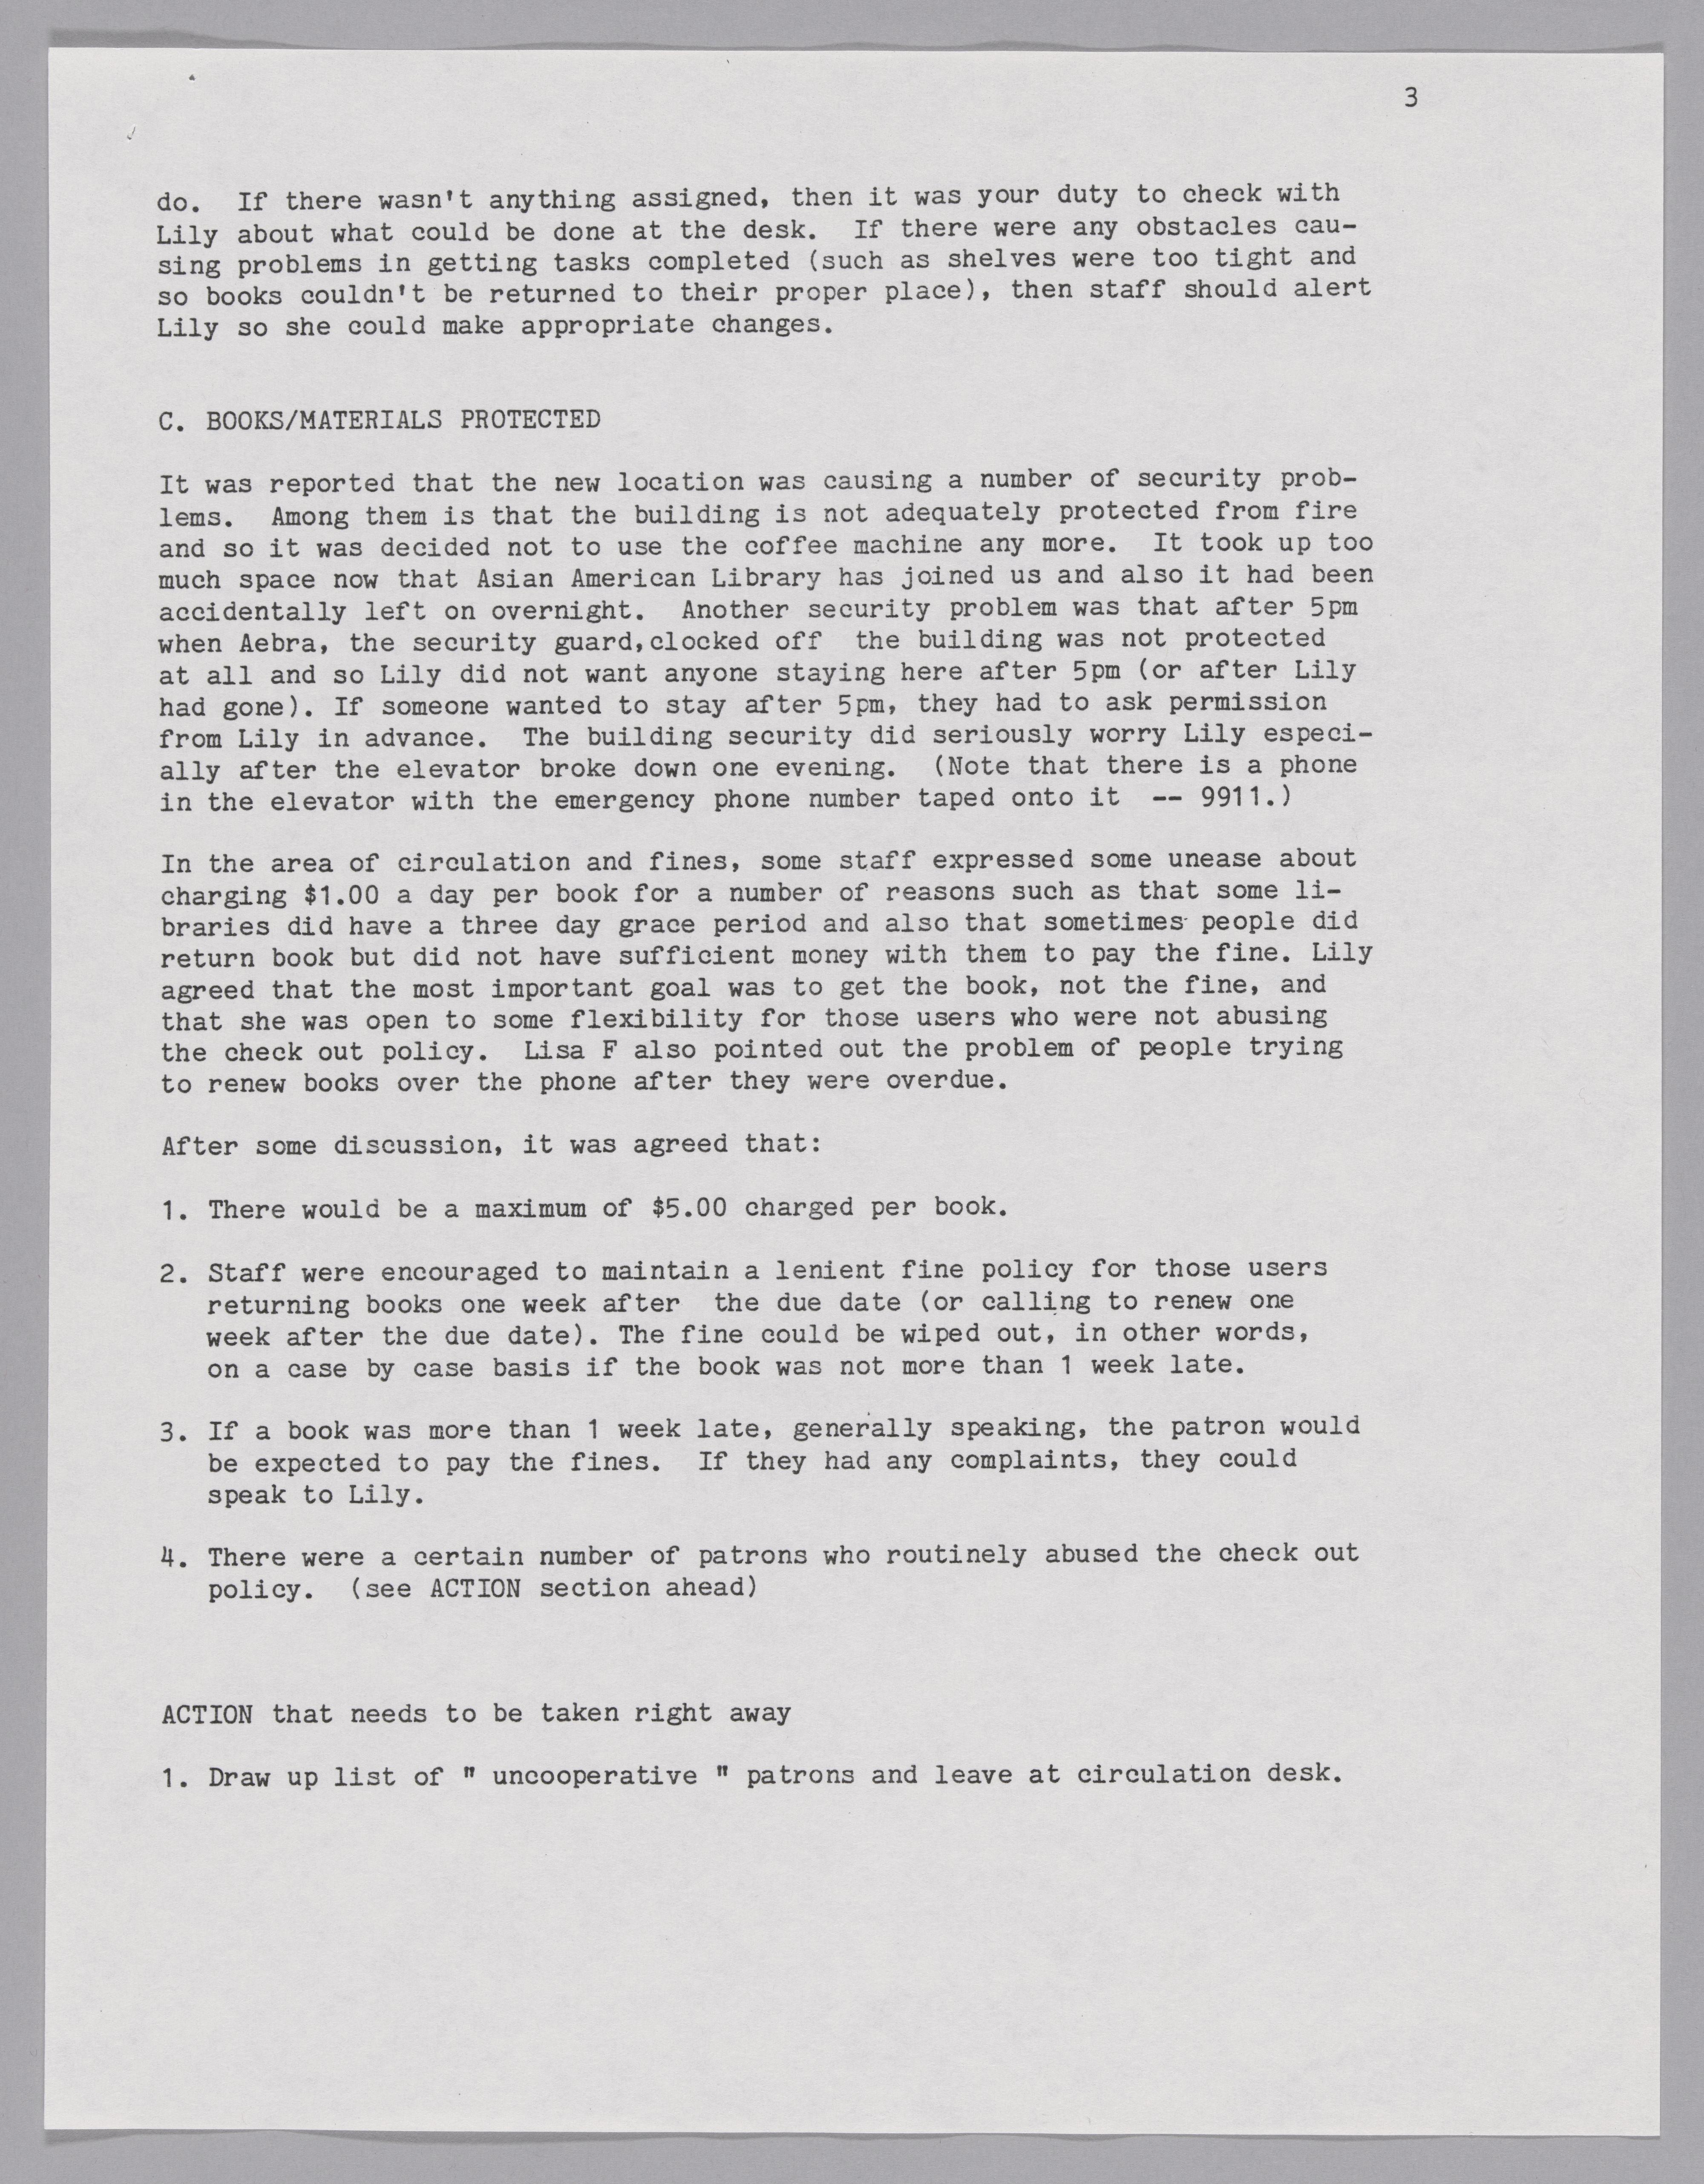 3
do.  If there wasn't anything assigned, then it was your duty to check with
Lily about what could be done at the desk.  If there were any obstacles cau-
sing problems in getting tasks completed (such as shelves were too tight and
so books couldn't be returned to their proper place), then staff should alert
Lily so she could make appropriate changes.
C. BOOKS/MATERIALS PROTECTED
It was reported that the new location was causing a number of security prob-
lems.  Among them is that the building is not adequately protected from fire
and so it was decided not to use the coffee machine any more.  It took up too
much space now that Asian American Library has joined us and also it had been
accidentally left on overnight.  Another security problem was that after 5pm
when Aebra, the security guard,clocked off  the building was not protected
at all and so Lily did not want anyone staying here after 5pm (or after Lily
had gone). If someone wanted to stay after 5pm, they had to ask permission
from Lily in advance.  The building security did seriously worry Lily especi-
ally after the elevator broke down one evening.  (Note that there is a phone
in the elevator with the emergency phone number taped onto it  -- 9911.)
In the area of circulation and fines, some staff expressed some unease about
charging $1.00 a day per book for a number of reasons such as that some li-
braries did have a three day grace period and also that sometimes people did
return book but did not have sufficient money with them to pay the fine. Lily
agreed that the most important goal was to get the book, not the fine, and
that she was open to some flexibility for those users who were not abusing
the check out policy.  Lisa F also pointed out the problem of people trying
to renew books over the phone after they were overdue.
After some discussion, it was agreed that:
1. There would be a maximum of $5.00 charged per book.
2. Staff were encouraged to maintain a lenient fine policy for those users
returning books one week after  the due date (or calling to renew one
week after the due date). The fine could be wiped out, in other words,
on a case by case basis if the book was not more than 1 week late.
3. If a book was more than 1 week late, generally speaking, the patron would
be expected to pay the fines.  If they had any complaints, they could
speak to Lily.
4. There were a certain number of patrons who routinely abused the check out
policy.  (see ACTION section ahead)
ACTION that needs to be taken right away
1. Draw up list of " uncooperative " patrons and leave at circulation desk.